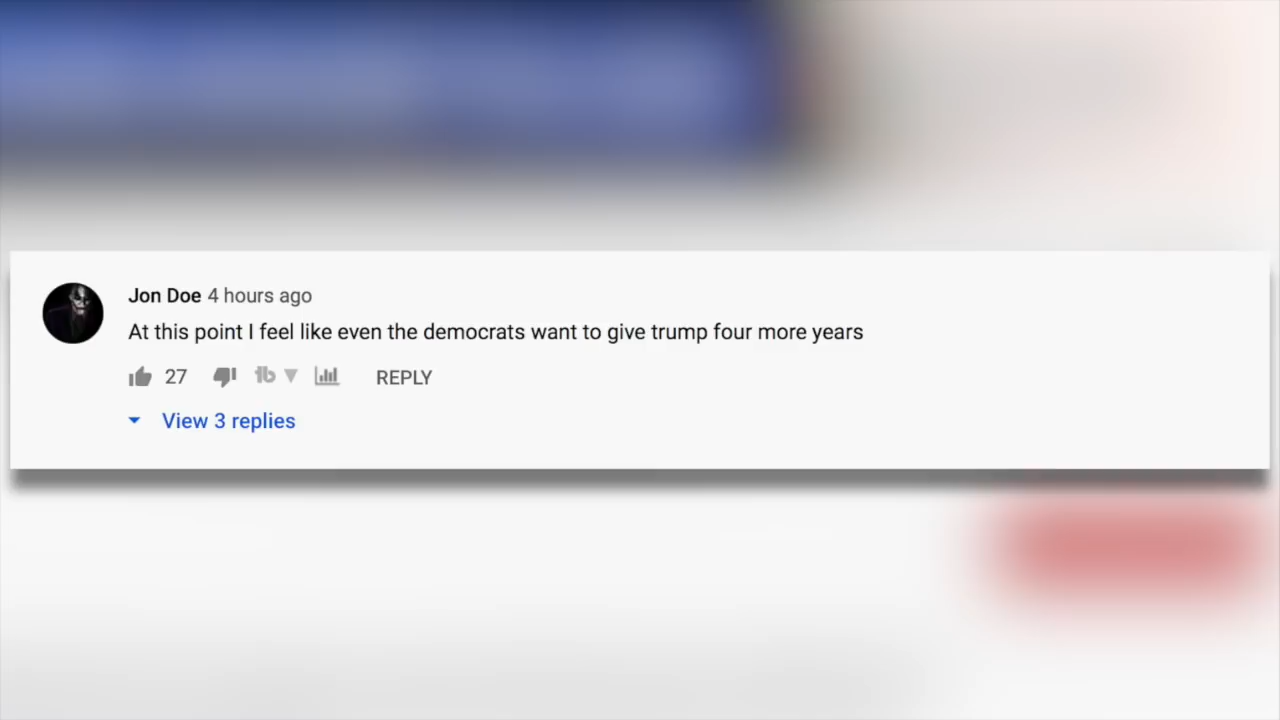 Jon Doe 4 hours ago
At this point I feel like even the democrats want to give trump four more years
27 tb REPLY
View 3 replies